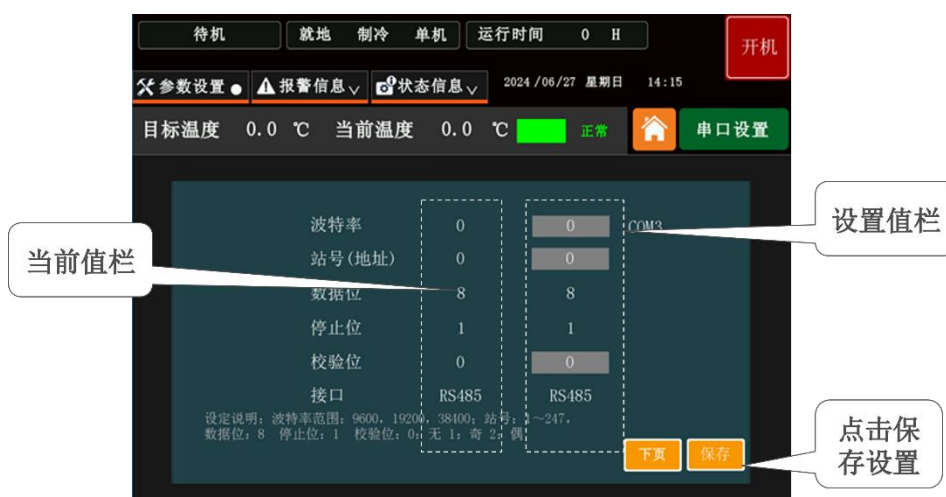 待机 就地 制冷 单机 运行时间 0 H 开机
参数设置 报警信息 状态信息 2024/06/27 星期日 14:15
目标温度 0.0 ℃ 当前温度 0.0 ℃ 正常 串口设置
波特率 0 0 COM3
设置值栏
站号(地址) 0 0
当前值栏
数据位 8 8
停止位 1 1
校验位 0 0
接口 RS485 RS485
设定说明：波特率范围：9600，19200，38400；站号：1～247，
数据位：8 停止位：1 校验位：0：无 1：奇 2：偶
下页 保存
点击保
存设置